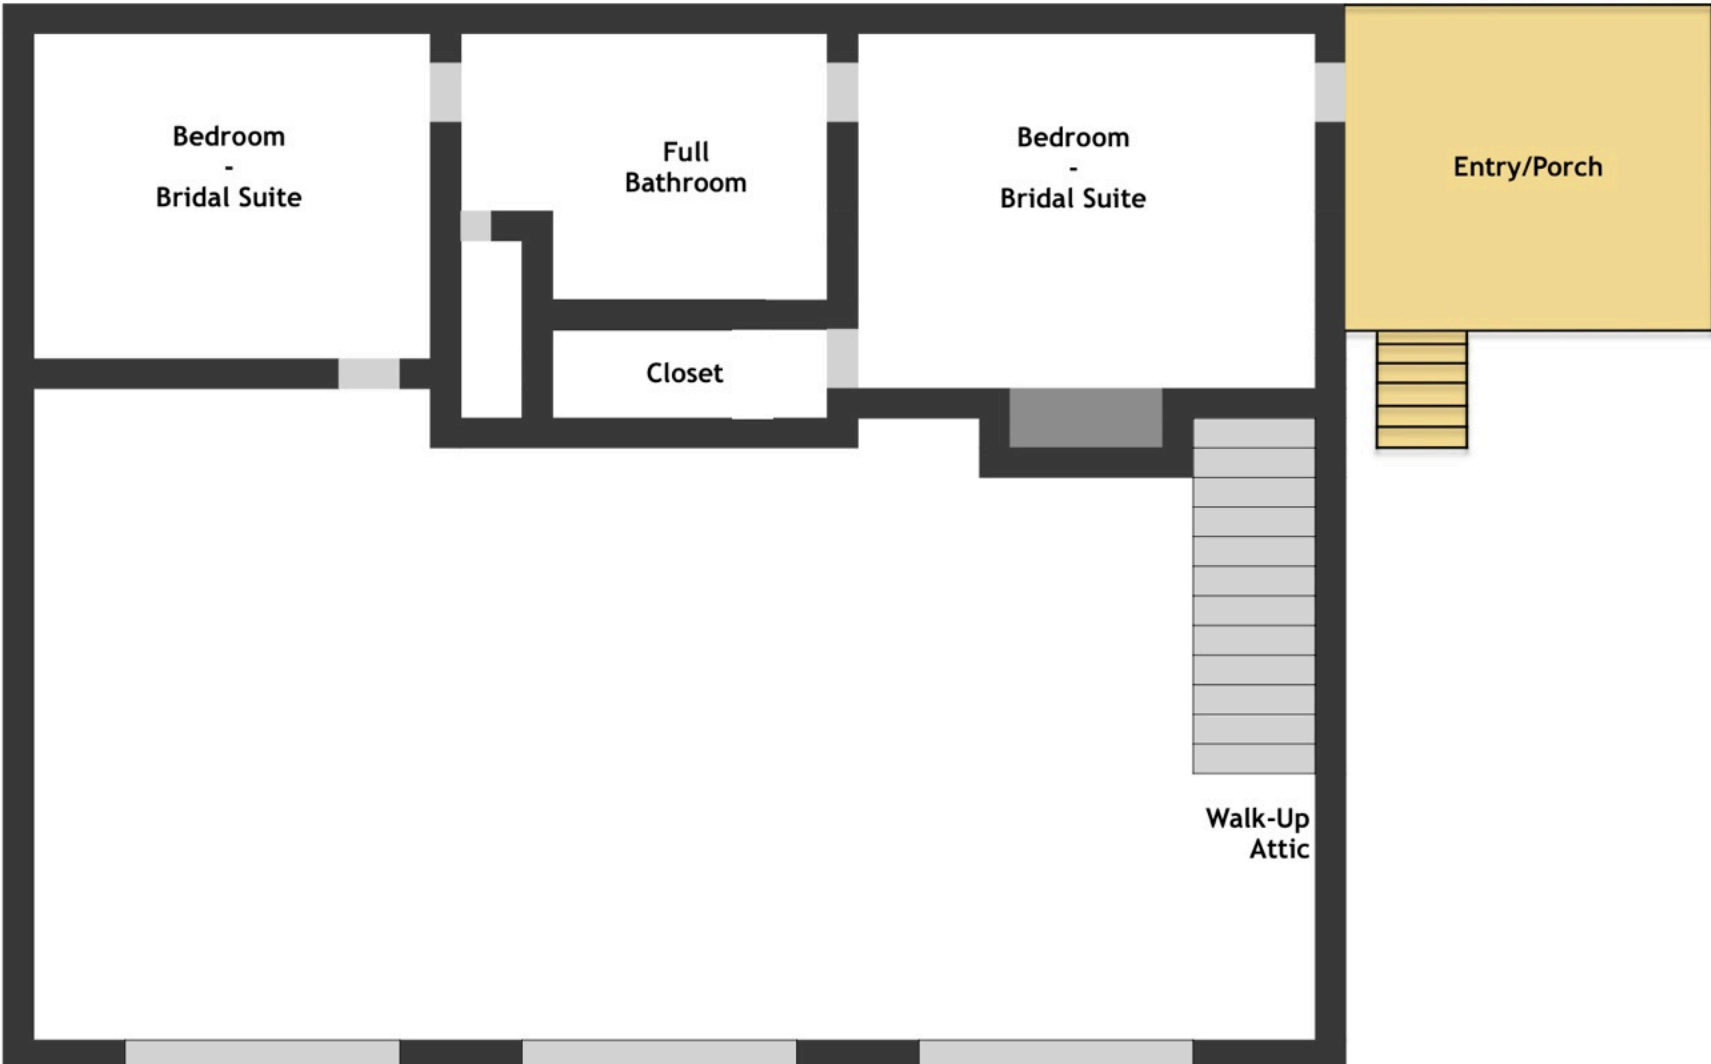 Bedroom
-
Bridal Suite
Full
Bathroom
Bedroom
-
Bridal Suite
Entry/Porch
Closet
Walk-Up
Attic